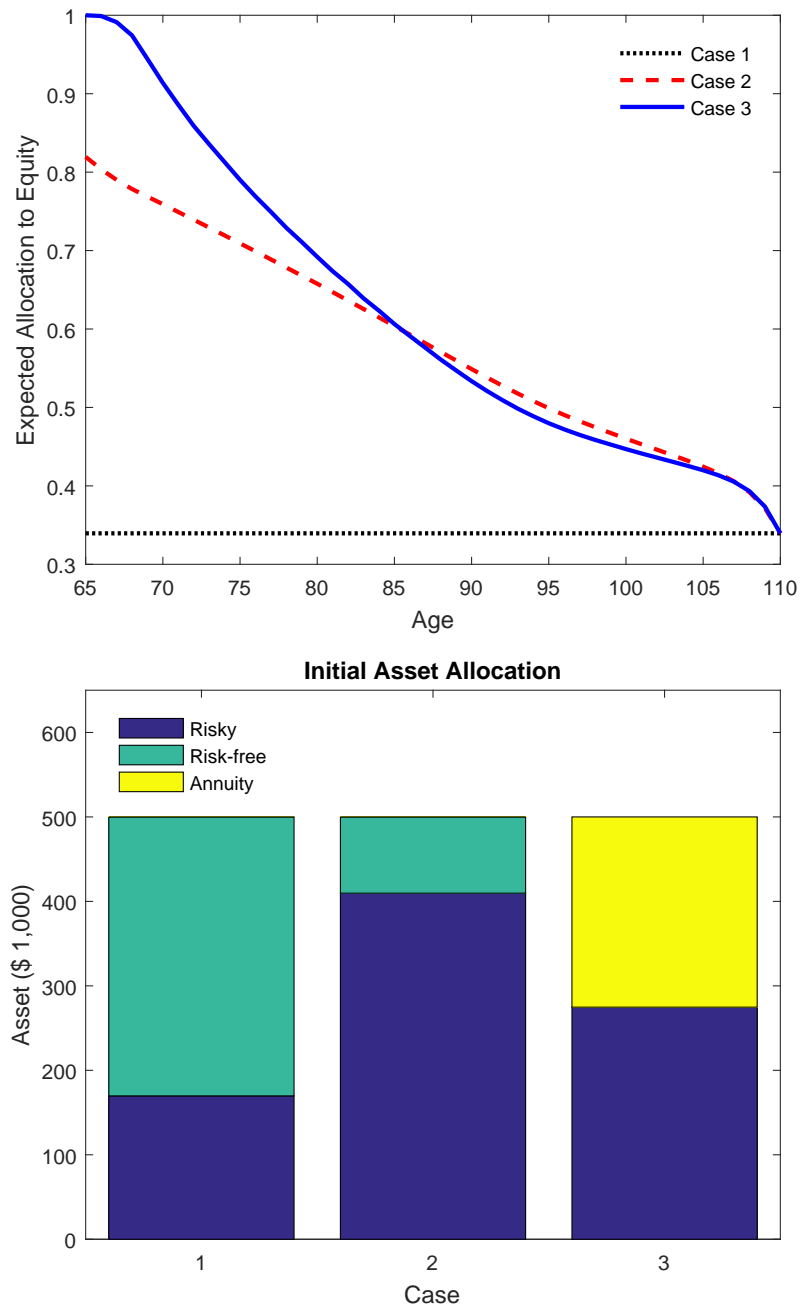 1
0.9
0.8
0.7
0.6
0.5
0.4
0.3
Expected Allocation to Equity
Case 1
Case 2
Case 3
65 70 75 80 85 90 95 100 105 110
Age
Initial Asset Allocation
600
500
400
300
200
100
0
Asset ($ 1,000)
Risky
Risk-free
Annuity
1 2 3
Case